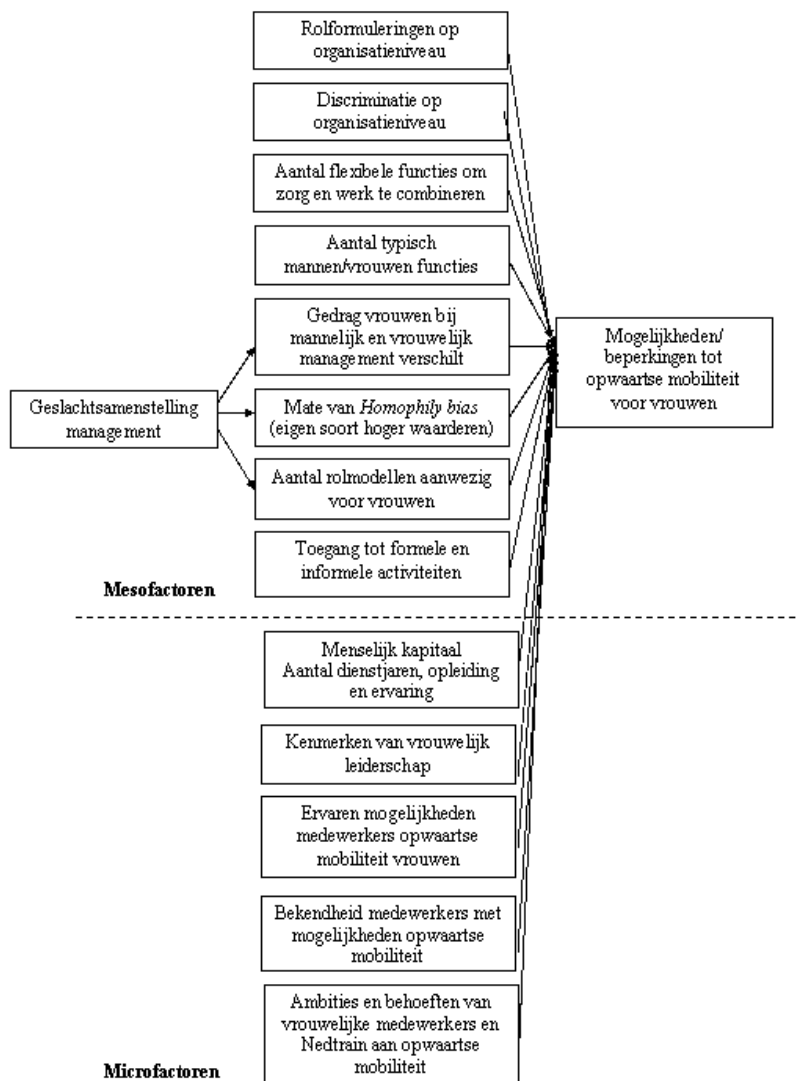 Rolformuleringen op
organisatieniveau
Discriminatie op
organisatieniveau
Aantal flexibele functies om
zorg en werk te combineren
Aantal typisch
mannen/vrouwen functies
Gedrag vrouwen bij
mannelijk en vrouwelijk
management verschilt
Mogelijkheden/
beperkingen tot
opwaartse mobiliteit
voor vrouwen
Geslachtsamenstelling
management
Mate van Homophily bias
(eigen soort hoger waarderen)
Aantal rolmodellen aanwezig
voor vrouwen
Toegang tot formele en
informele activiteiten
Mesofactoren
Menselijk kapitaal
Aantal dienstjaren, opleiding
en ervaring
Kenmerken van vrouwelijk
leiderschap
Ervaren mogelijkheden
medewerkers opwaartse
mobiliteit vrouwen
Bekendheid medewerkers met
mogelijkheden opwaartse
mobiliteit
Ambities en behoeften van
vrouwelijke medewerkers en
Nedtrain aan opwaartse
mobiliteit
Microfactoren